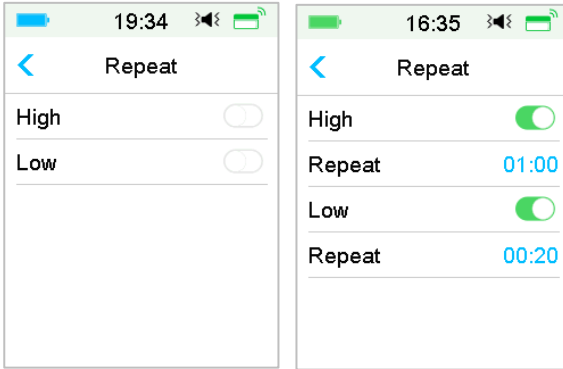 19:34
Repeat
High
Low
16:35
Repeat
High
Repeat 01:00
Low
Repeat 00:20